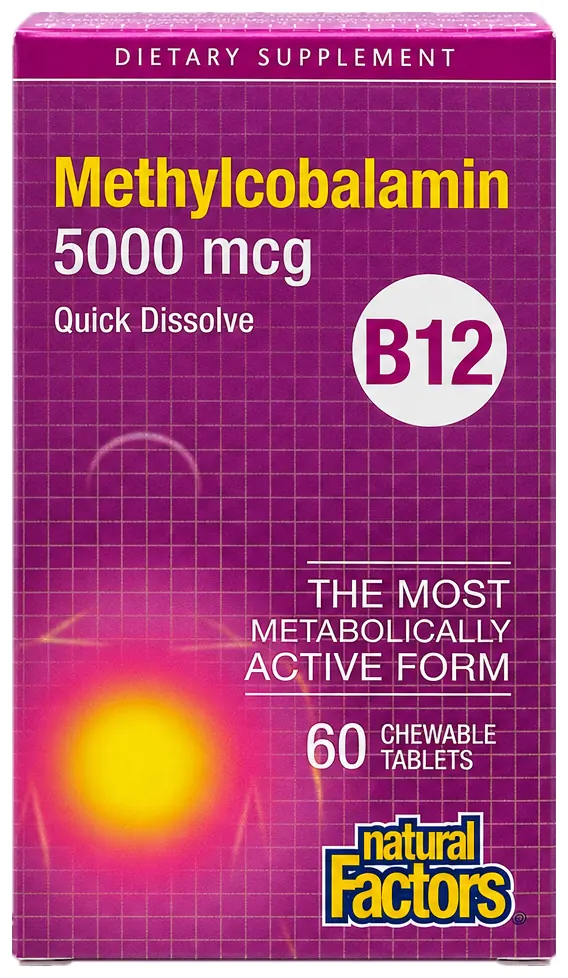 DIETARY SUPPLEMENT
Methylcobalamin
5000 mcg
Quick Dissolve
B12
THE MOST
METABOLICALLY
ACTIVE FORM
60 CHEWABLE
TABLETS
natural
Factors®